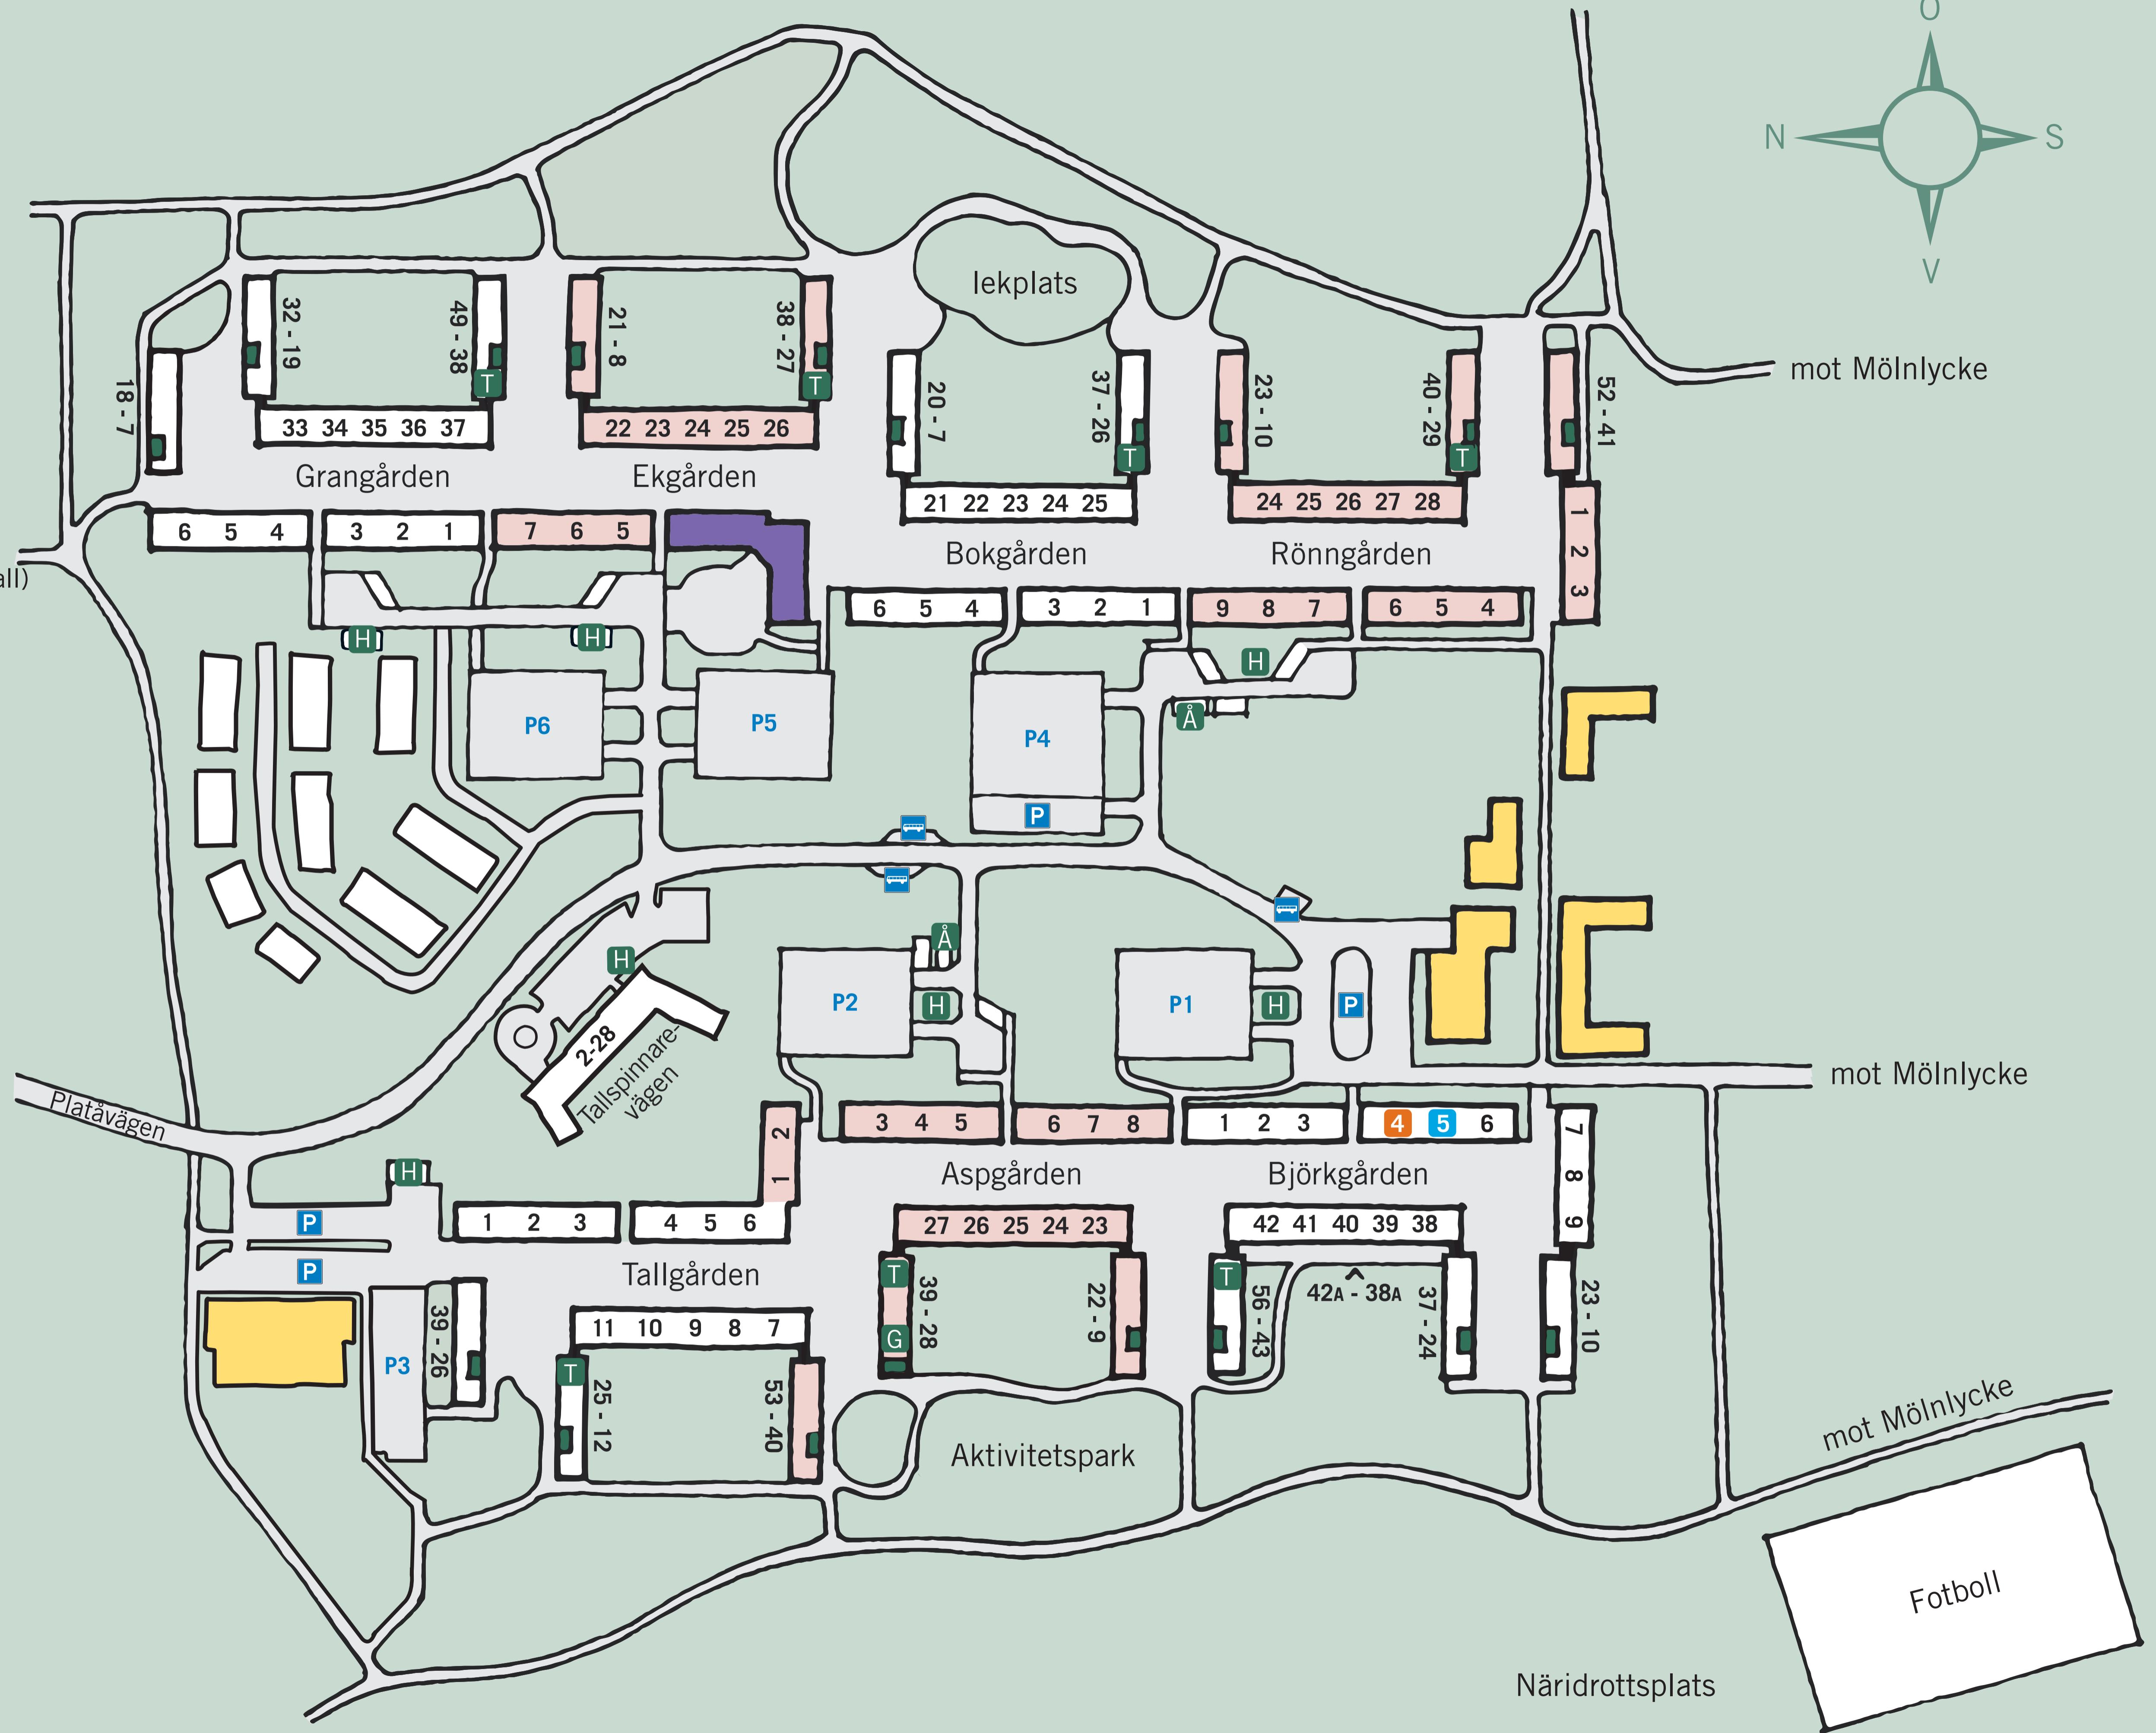 O
N
S
V
lekplats
mot Mölnlycke
32 - 19
49 - 38
T
21 - 8
38 - 27
T
18 - 7
33 34 35 36 37
22 23 24 25 26
20 - 7
37 - 26
T
23 - 10
40 - 29
T
52 - 41
Grangården
Ekgården
21 22 23 24 25
24 25 26 27 28
6 5 4
3 2 1
7 6 5
Bokgården
Rönngården
1 2 3
all)
6 5 4
3 2 1
9 8 7
6 5 4
H
H
H
Å
P6
P5
P4
P
H
Å
P2
H
P1
H
P
2-28
Tallspinnare-
vägen
mot Mölnlycke
Platåvägen
2
1
3 4 5
6 7 8
1 2 3
4 5 6
7 8 9
H
Aspgården
Björkgården
P
1 2 3
4 5 6
27 26 25 24 23
42 41 40 39 38
P
Tallgården
T
39 - 28
G
22 - 9
T
56 - 43
42A - 38A
37 - 24
23 - 10
P3
39 - 26
11 10 9 8 7
T
25 - 12
53 - 40
Aktivitetspark
mot Mölnlycke
Fotboll
Näridrottsplats